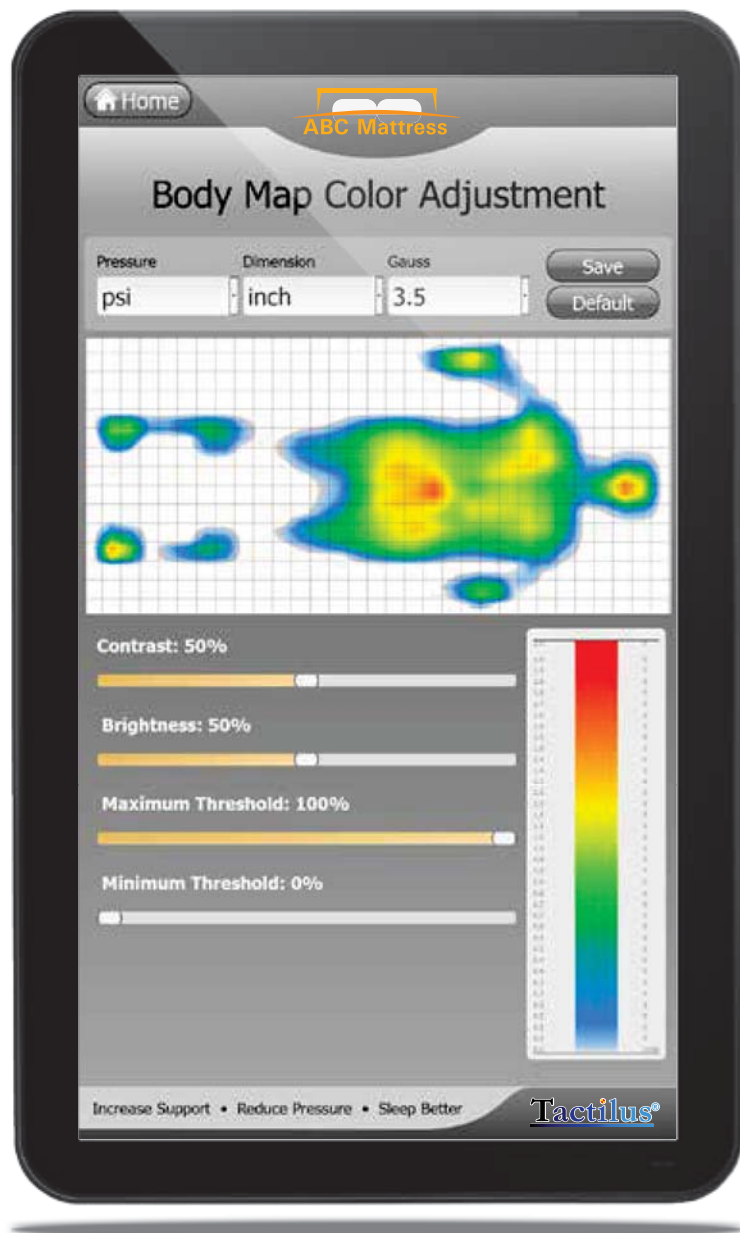 Home
ABC Mattress
Body Map Color Adjustment
Pressure Dimension Gauss
psi inch 3.5
Save
Default
Contrast: 50%
Brightness: 50%
Maximum Threshold: 100%
Minimum Threshold: 0%
Increase Support • Reduce Pressure • Sleep Better
Tactilus®